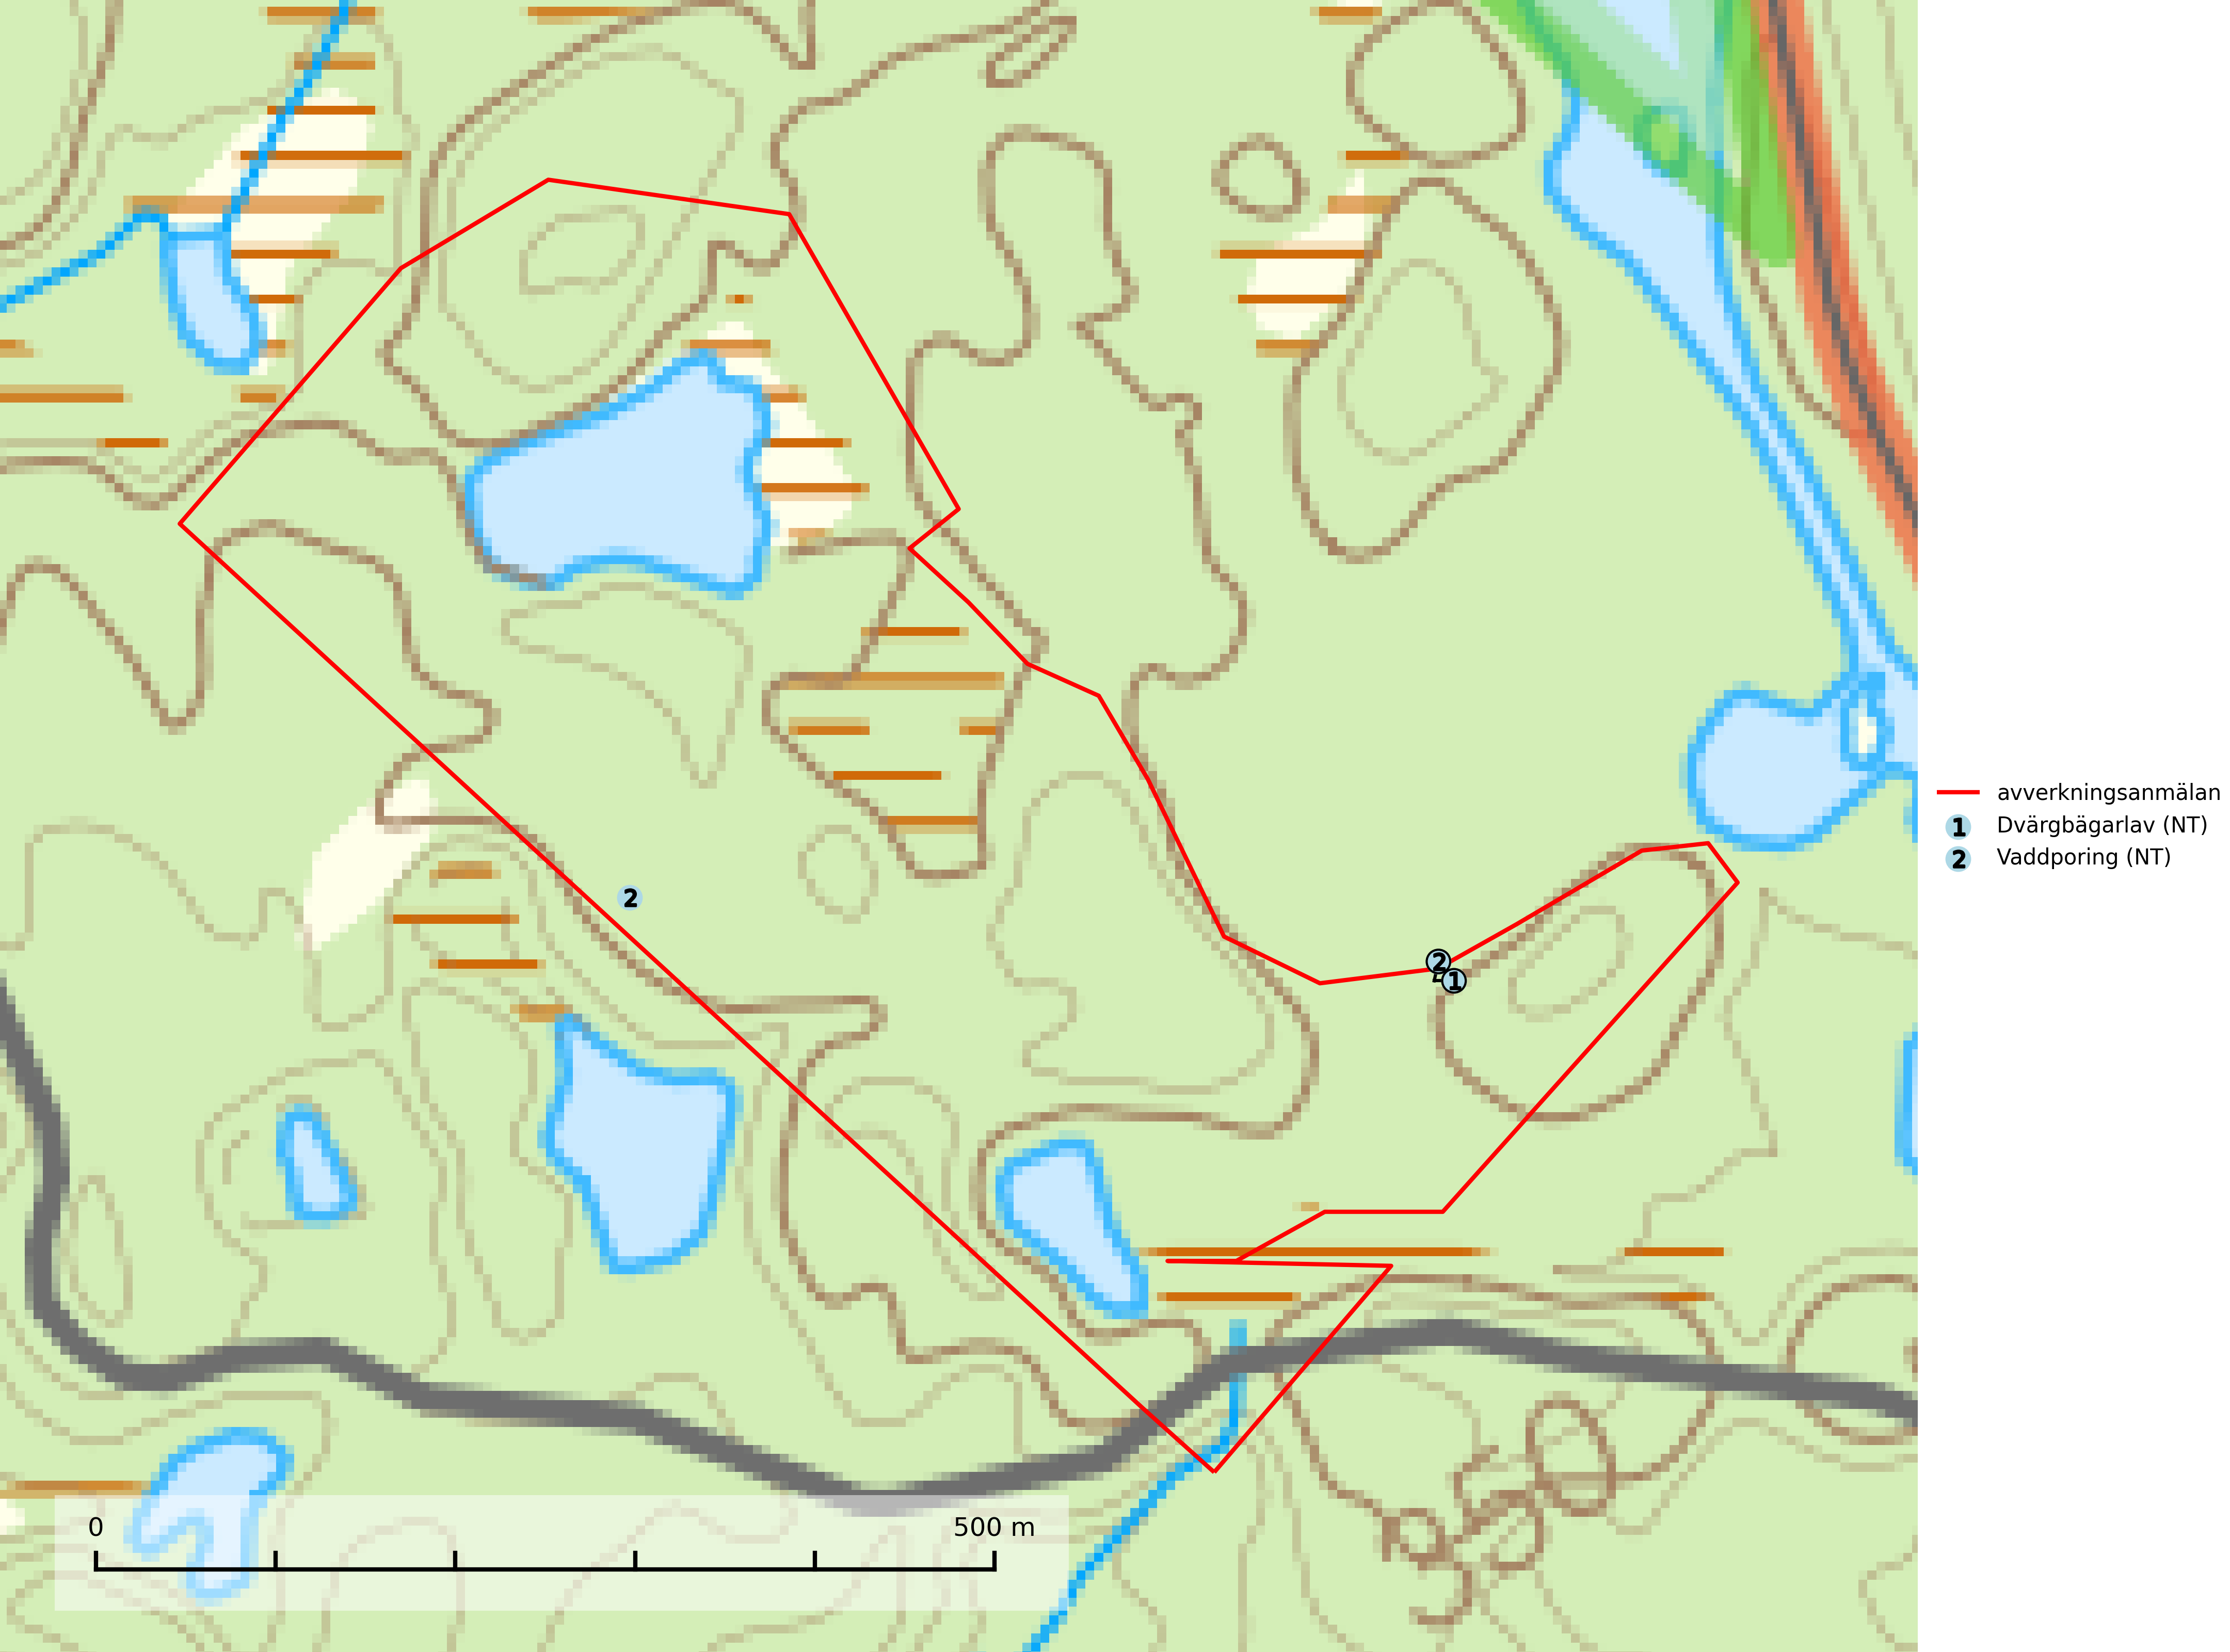 2
2
1
avverkningsanmälan
1 Dvärgbägarlav (NT)
2 Vaddporing (NT)
0 500 m